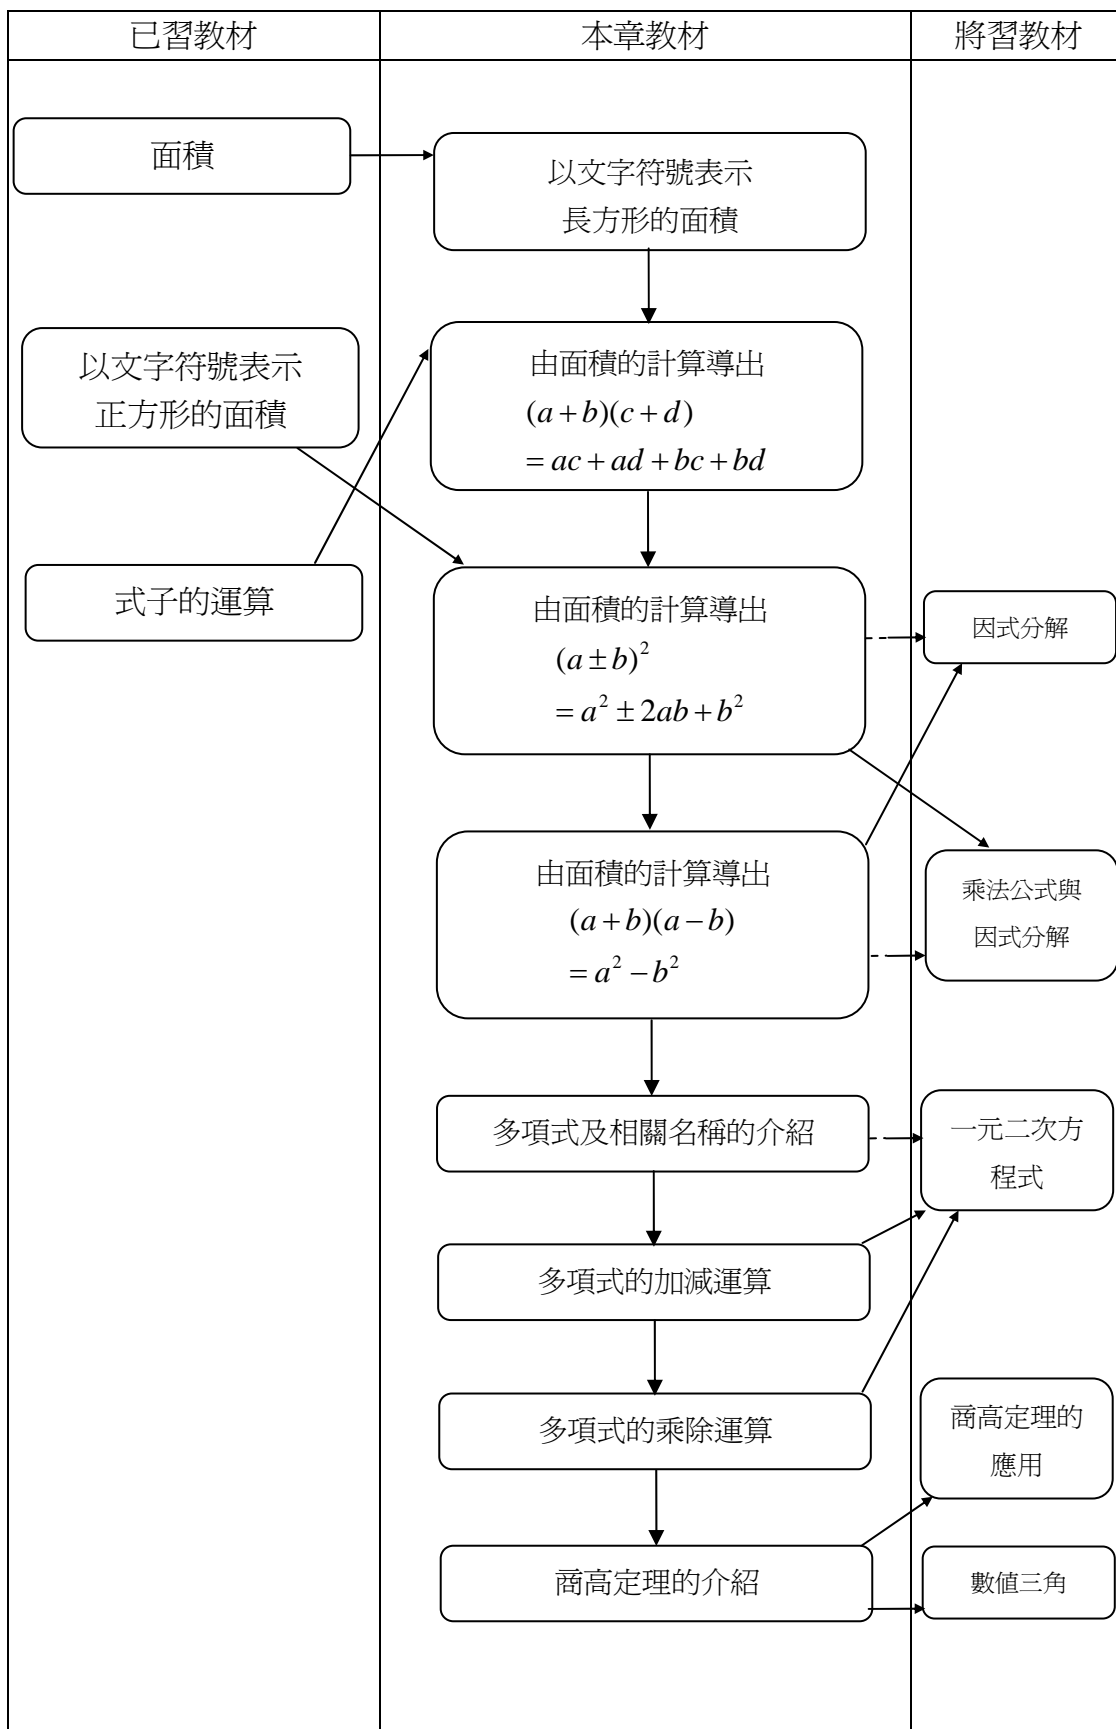 已習教材
本章教材
將習教材
面積
以文字符號表示
長方形的面積
以文字符號表示
正方形的面積
由面積的計算導出
(a+b)(c+d)
=ac+ad+bc+bd
式子的運算
由面積的計算導出
(a±b)²
=a²±2ab+b²
因式分解
由面積的計算導出
(a+b)(a−b)
=a²−b²
乘法公式與
因式分解
多項式及相關名稱的介紹
一元二次方
程式
多項式的加減運算
多項式的乘除運算
商高定理的
應用
商高定理的介紹
數值三角